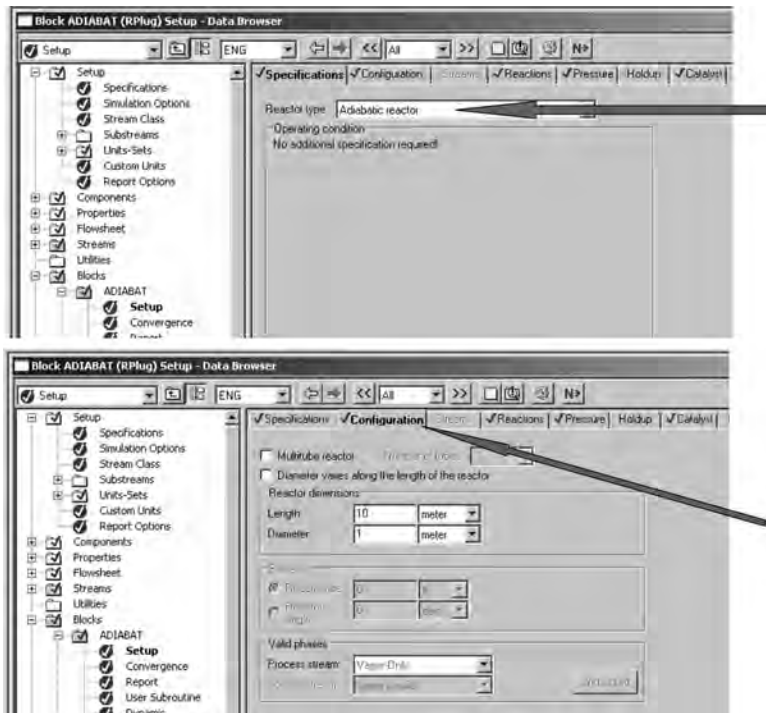 Block ADIABAT (RPlug) Setup - Data Browser
Setup ENG << All >> N>
Setup
Specifications
Simulation Options
Stream Class
Substreams
Units-Sets
Custom Units
Report Options
Components
Properties
Flowsheet
Streams
Utilities
Blocks
ADIABAT
Setup
Convergence
Report
Specifications Configuration Streams Reactions Pressure Holdup Catalyst
Reactor type Adiabatic reactor
Operating condition
No additional specification required!
Block ADIABAT (RPlug) Setup - Data Browser
Setup ENG << All >> N>
Setup
Specifications
Simulation Options
Stream Class
Substreams
Units-Sets
Custom Units
Report Options
Components
Properties
Flowsheet
Streams
Utilities
Blocks
ADIABAT
Setup
Convergence
Report
User Subroutine
Dynamic
Specifications Configuration Streams Reactions Pressure Holdup Catalyst
Multitube reactor
Diameter varies along the length of the reactor
Reactor dimensions
Length 10 meter
Diameter 1 meter
Valid phases
Process stream: Vapor-Only